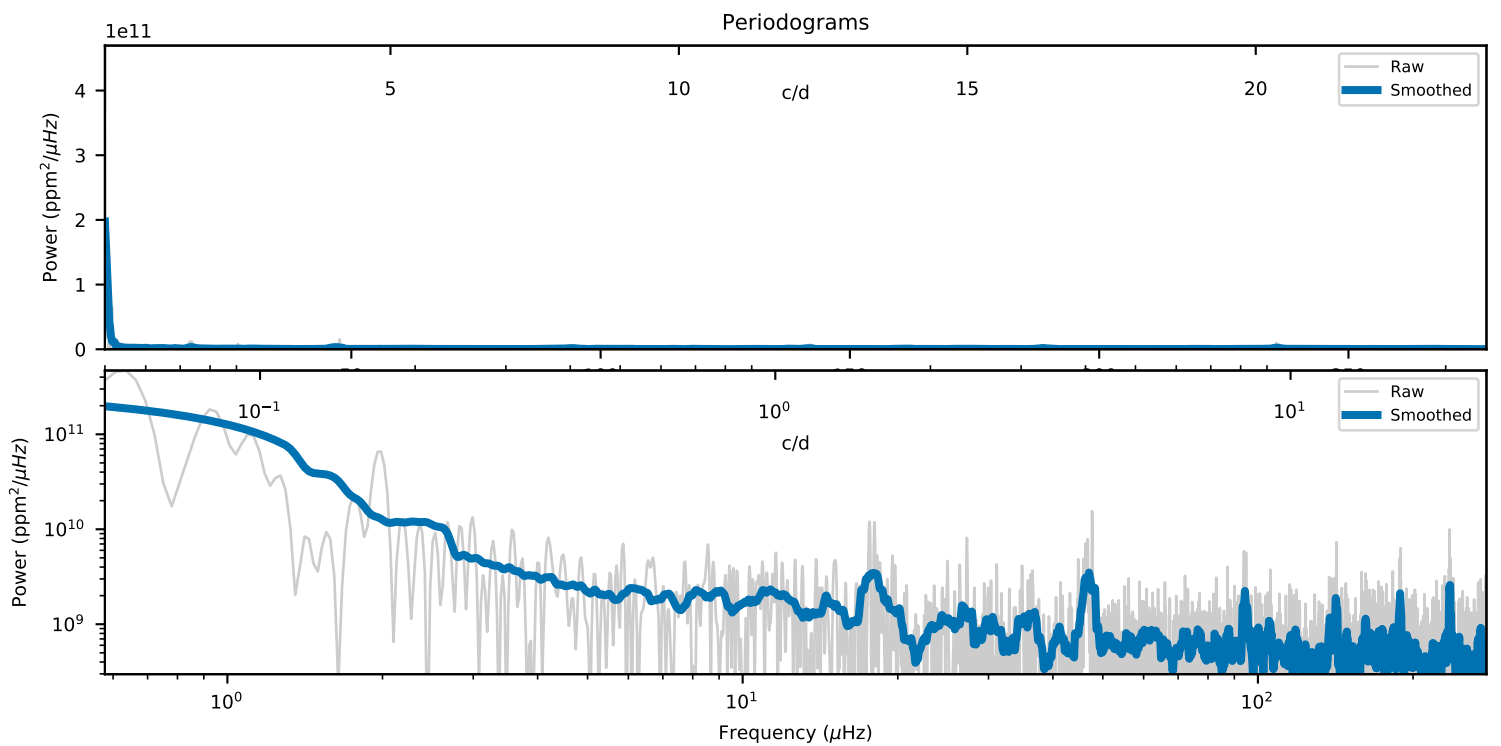 Periodograms
1e11
Raw
Smoothed
5
10
15
20
c/d
4
3
2
1
0
Power (ppm²/μHz)
Raw
Smoothed
10⁻¹
10⁰
10¹
c/d
10¹¹
10¹⁰
10⁹
Power (ppm²/μHz)
10⁰
10¹
10²
Frequency (μHz)